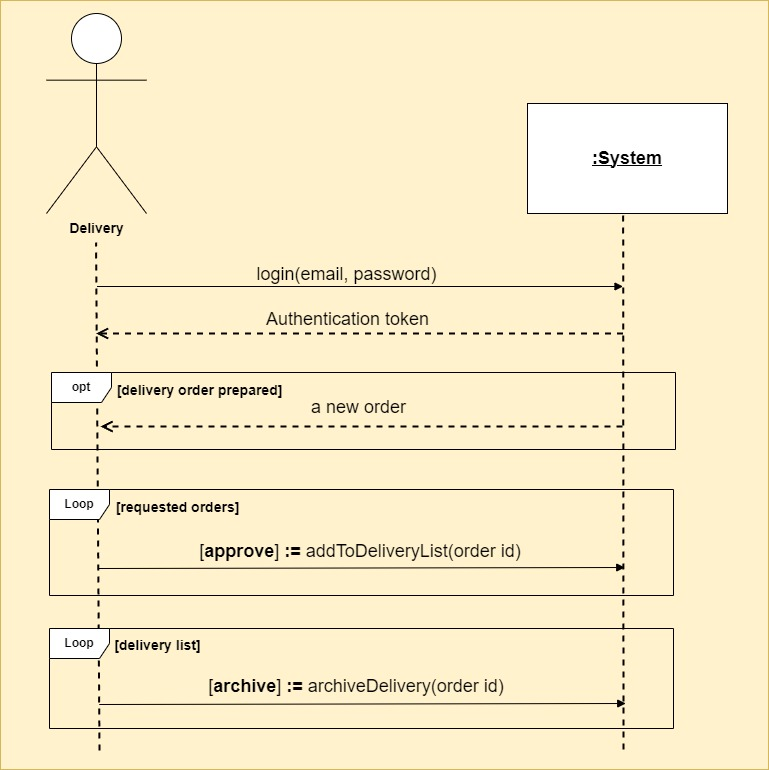 :System
Delivery
login(email, password)
Authentication token
opt
[delivery order prepared]
a new order
Loop
[requested orders]
[approve] := addToDeliveryList(order id)
Loop
[delivery list]
[archive] := archiveDelivery(order id)